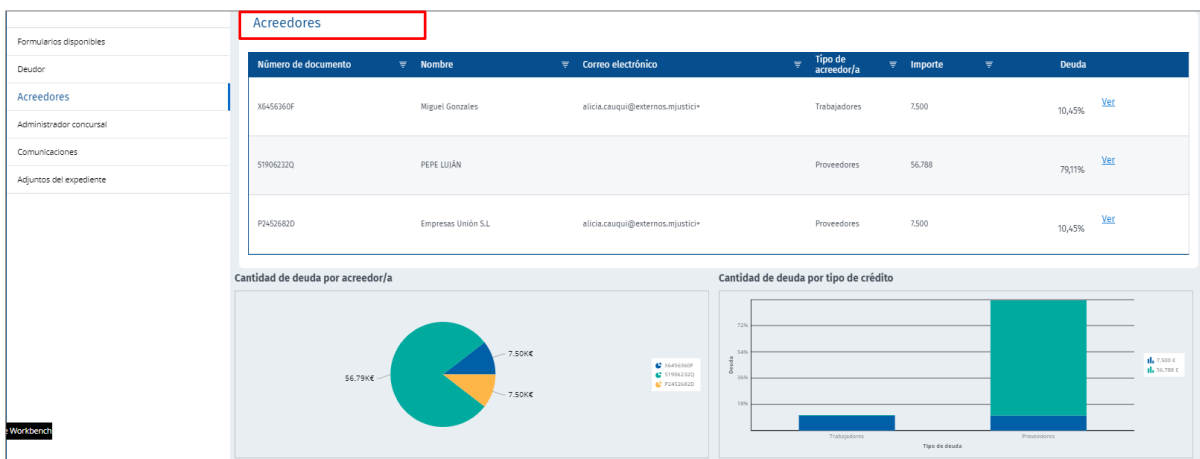 Acreedores
Formularios disponibles
Deudor
Acreedores
Administrador concursal
Comunicaciones
Adjuntos del expediente
Número de documento Nombre Correo electrónico Tipo de acreedor/a Importe Deuda
X6456360F Miguel Gonzales alicia.cauqui@externos.mjustici Trabajadores 7.500 10,45% Ver
51906232Q PEPE LUJÁN Proveedores 56.788 79,11% Ver
P2452682D Empresas Unión S.L alicia.cauqui@externos.mjustici Proveedores 7.500 10,45% Ver
Cantidad de deuda por acreedor/a
7.50K€
56.79K€
7.50K€
X6456360F
51906232Q
P2452682D
Cantidad de deuda por tipo de crédito
72%
54%
36%
18%
Deuda
Trabajadores Proveedores
Tipo de deuda
7.500 €
56.788 €
Workbench